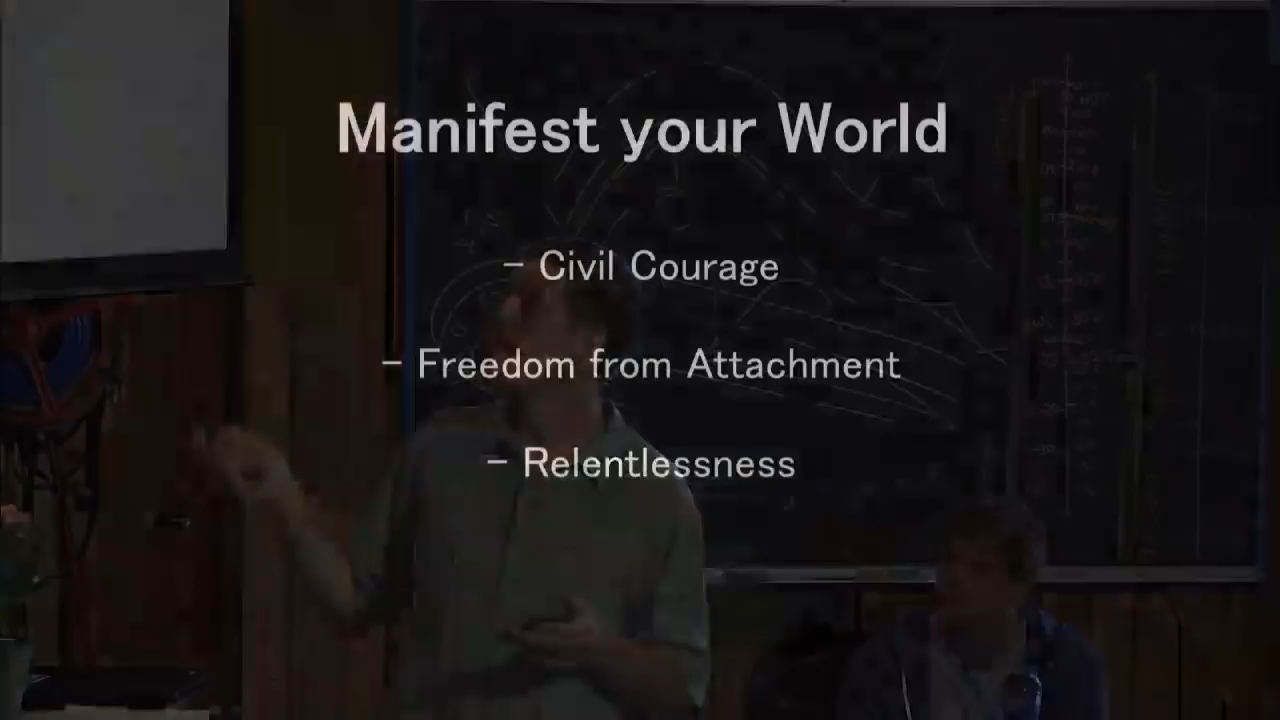 Manifest your World
– Civil Courage
– Freedom from Attachment
– Relentlessness